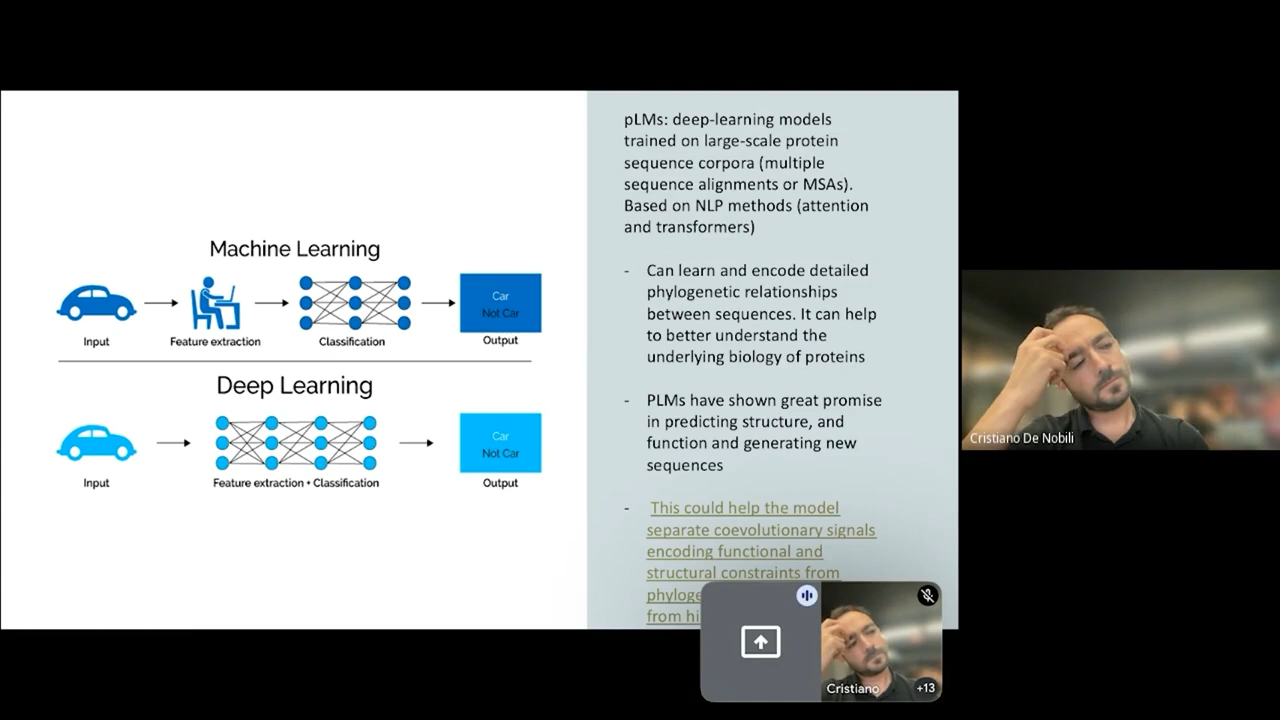 Machine Learning
Car
Not Car
Input
Feature extraction
Classification
Output
Deep Learning
Car
Not Car
Input
Feature extraction + Classification
Output
pLMs: deep-learning models
trained on large-scale protein
sequence corpora (multiple
sequence alignments or MSAs).
Based on NLP methods (attention
and transformers)
- Can learn and encode detailed
phylogenetic relationships
between sequences. It can help
to better understand the
underlying biology of proteins
- PLMs have shown great promise
in predicting structure, and
function and generating new
sequences
- This could help the model
separate coevolutionary signals
encoding functional and
structural constraints from
from
Cristiano De Nobili
Cristiano
+13